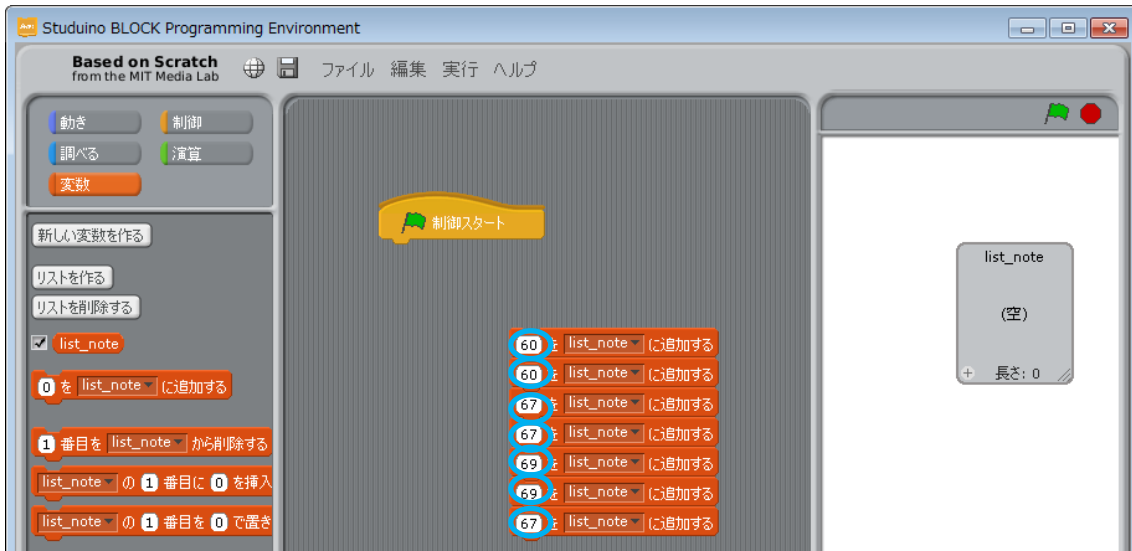 Studuino BLOCK Programming Environment
Based on Scratch
from the MIT Media Lab
ファイル 編集 実行 ヘルプ
動き 制御
調べる 演算
変数
新しい変数を作る
リストを作る
リストを削除する
list_note
0 を list_note に追加する
1 番目を list_note から削除する
list_note の 1 番目に 0 を挿入
list_note の 1 番目を 0 で置き
制御スタート
60 を list_note に追加する
60 を list_note に追加する
67 を list_note に追加する
67 を list_note に追加する
69 を list_note に追加する
69 を list_note に追加する
67 を list_note に追加する
list_note
(空)
+ 長さ: 0